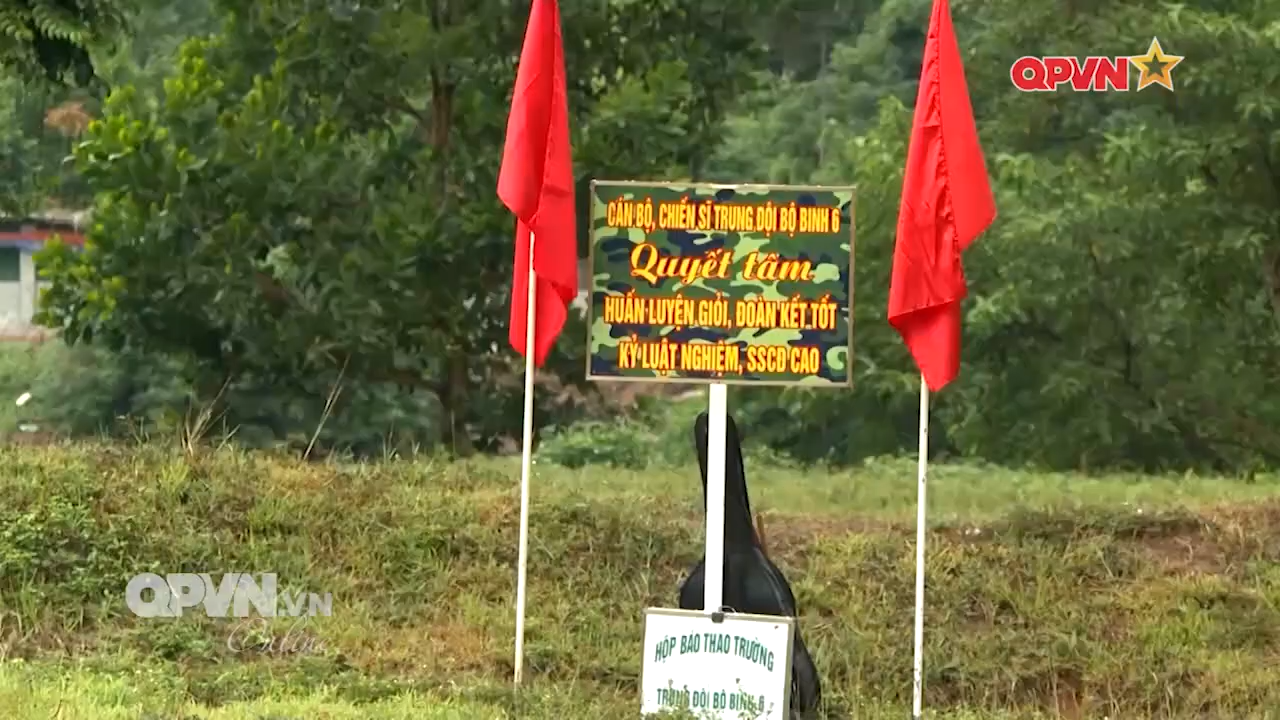 QPVN
CÁN BỘ, CHIẾN SĨ TRUNG ĐỘI BỘ BINH 6
Quyết tâm
HUẤN LUYỆN GIỎI, ĐOÀN KẾT TỐT
KỶ LUẬT NGHIÊM, SSCĐ CAO
QPVN.VN
Online
HỘP BÁO THAO TRƯỜNG
TRUNG ĐỘI BỘ BINH 6